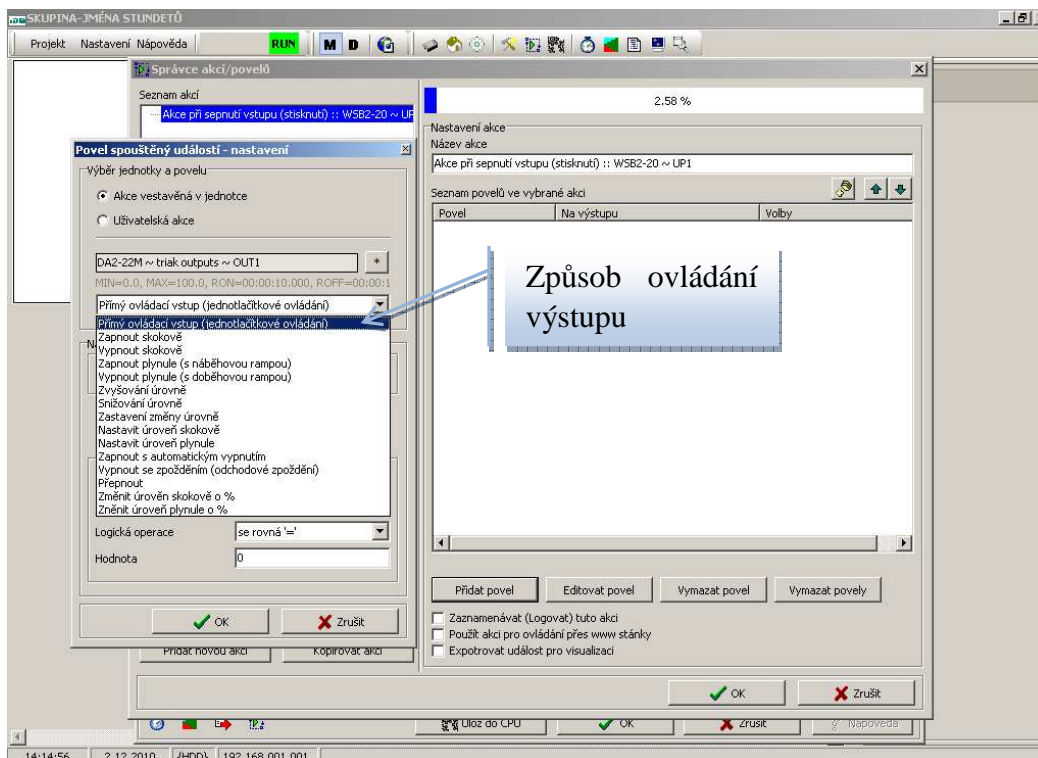 SKUPINA-JMÉNA STUNDETŮ
Projekt Nastavení Nápověda RUN M D
Správce akcí/povelů
Seznam akcí
Akce při sepnutí vstupu (stisknutí) :: WSB2-20 ~ UP
2.58 %
Nastavení akce
Název akce
Akce při sepnutí vstupu (stisknutí) :: WSB2-20 ~ UP1
Seznam povelů ve vybrané akci
Povel Na výstupu Volby
Povel spouštěný událostí - nastavení
Výběr jednotky a povelu
Akce vestavěná v jednotce
Uživatelská akce
DA2-22M ~ triak outputs ~ OUT1 *
MIN=0.0, MAX=100.0, RON=00:00:10.000, ROFF=00:00:1
Přímý ovládací vstup (jednotlačítkové ovládání)
Přímý ovládací vstup (jednotlačítkové ovládání)
Zapnout skokově
Vypnout skokově
Zapnout plynule (s náběhovou rampou)
Vypnout plynule (s doběhovou rampou)
Zvyšování úrovně
Snižování úrovně
Zastavení změny úrovně
Nastavit úroveň skokově
Nastavit úroveň plynule
Zapnout s automatickým vypnutím
Vypnout se zpožděním (odchodové zpoždění)
Přepnout
Změnit úrověn skokově o %
Zněnit úroveň plynule o %
Logická operace se rovná '='
Hodnota 0
OK Zrušit
Způsob ovládání
výstupu
Přidat povel Editovat povel Vymazat povel Vymazat povely
Zaznamenávat (Logovat) tuto akci
Použít akci pro ovládání přes www stánky
Expotrovat událost pro visualizaci
Přidat novou akci Kopírovat akci
OK Zrušit
Ulož do CPU OK Zrušit Nápověda
14:14:56 2.12.2010 (HDD) 192.168.001.001